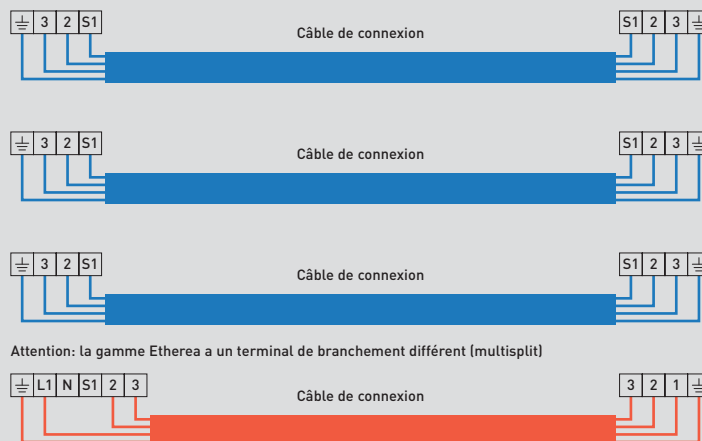 ⏚ 3 2 S1 Câble de connexion S1 2 3 ⏚
⏚ 3 2 S1 Câble de connexion S1 2 3 ⏚
⏚ 3 2 S1 Câble de connexion S1 2 3 ⏚
Attention: la gamme Etherea a un terminal de branchement différent (multisplit)
⏚ L1 N S1 2 3 Câble de connexion 3 2 1 ⏚